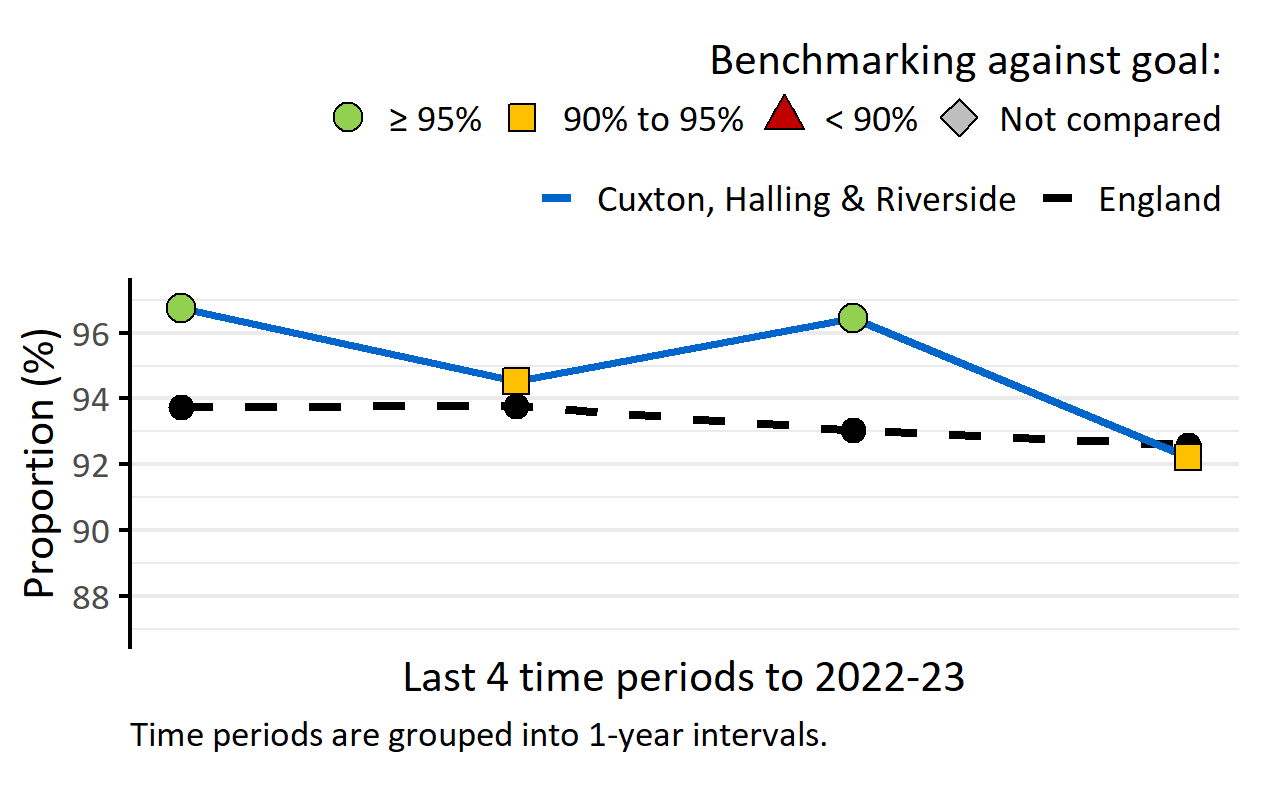 Benchmarking against goal:
≥ 95% 90% to 95% < 90% Not compared
Cuxton, Halling & Riverside England
Proportion (%)
96
94
92
90
88
Last 4 time periods to 2022-23
Time periods are grouped into 1-year intervals.